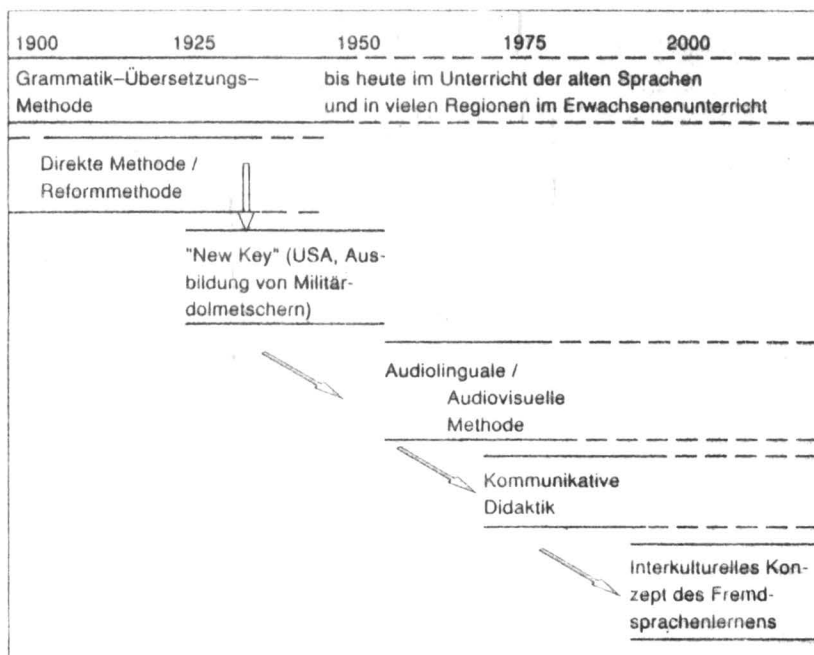 1900 1925 1950 1975 2000
Grammatik–Übersetzungs– bis heute im Unterricht der alten Sprachen
Methode und in vielen Regionen im Erwachsenenunterricht
Direkte Methode /
Reformmethode
"New Key" (USA, Aus-
bildung von Militär-
dolmetschern)
Audiolinguale /
Audiovisuelle
Methode
Kommunikative
Didaktik
Interkulturelles Kon-
zept des Fremd-
sprachenlernens